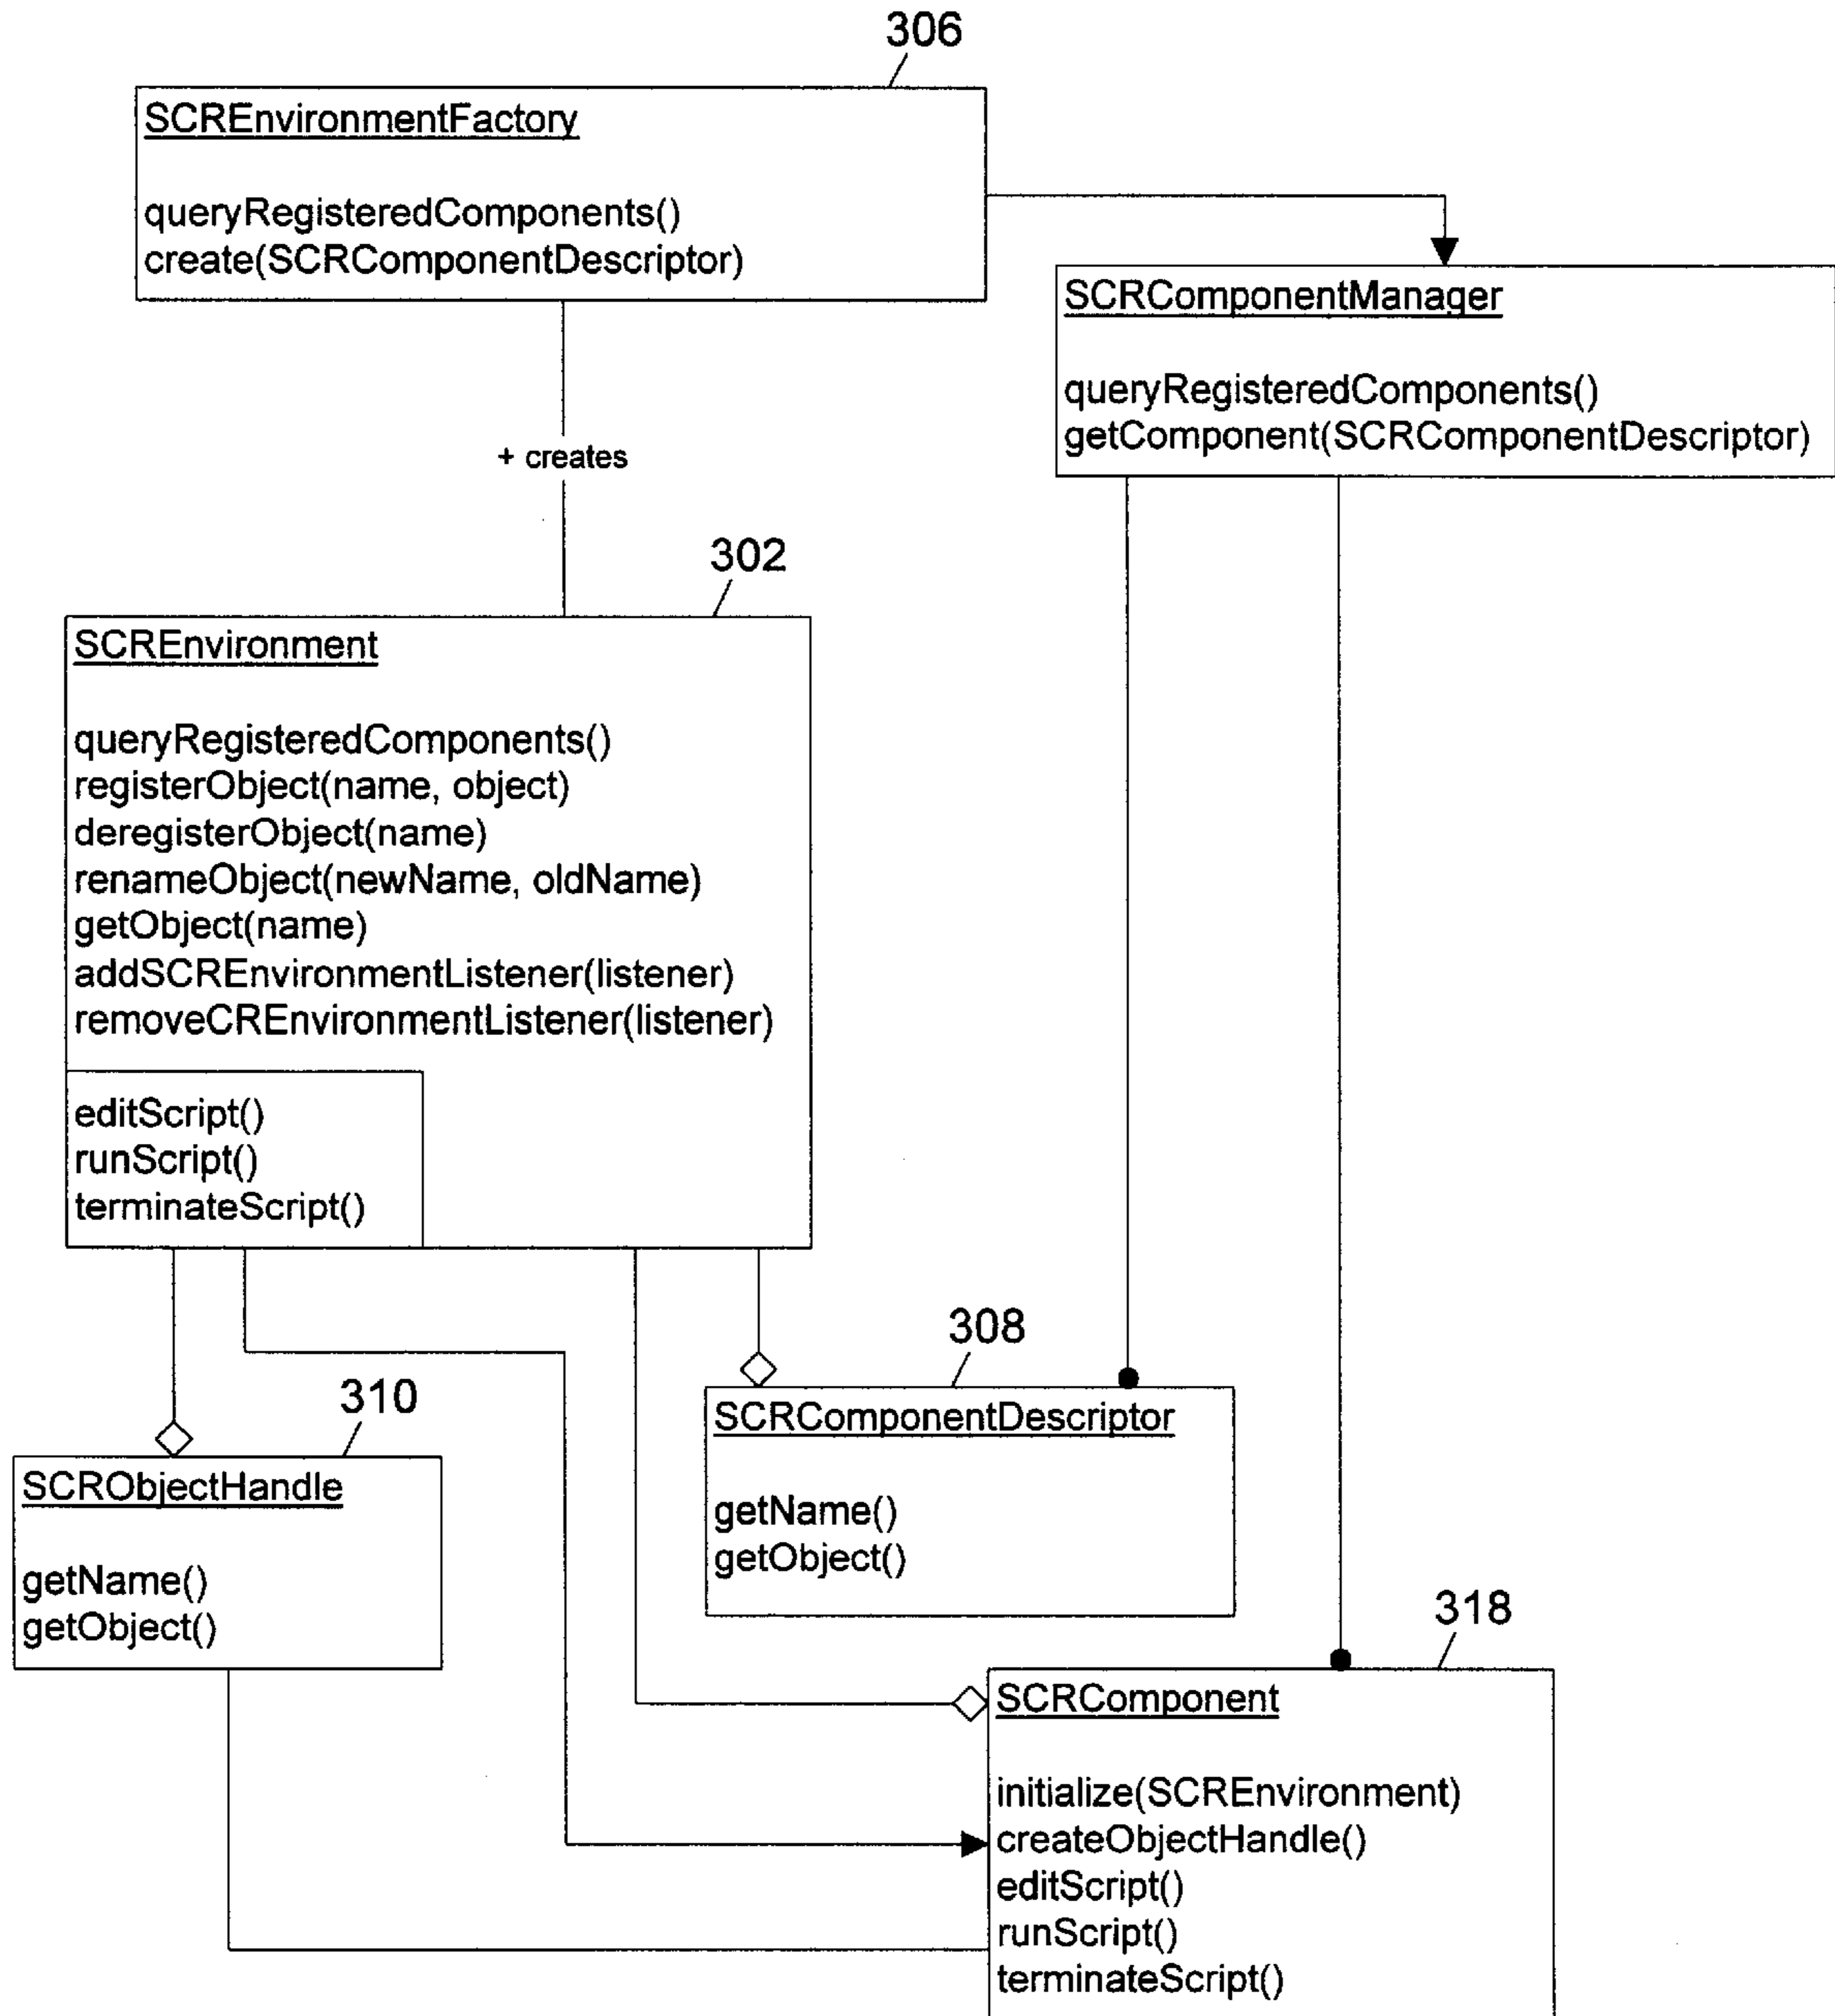 306
SCREnvironmentFactory
queryRegisteredComponents()
create(SCRComponentDescriptor)
SCRComponentManager
queryRegisteredComponents()
getComponent(SCRComponentDescriptor)
+ creates
302
SCREnvironment
queryRegisteredComponents()
registerObject(name, object)
deregisterObject(name)
renameObject(newName, oldName)
getObject(name)
addSCREnvironmentListener(listener)
removeCREnvironmentListener(listener)
editScript()
runScript()
terminateScript()
308
SCRComponentDescriptor
getName()
getObject()
310
SCRObjectHandle
getName()
getObject()
318
SCRComponent
initialize(SCREnvironment)
createObjectHandle()
editScript()
runScript()
terminateScript()